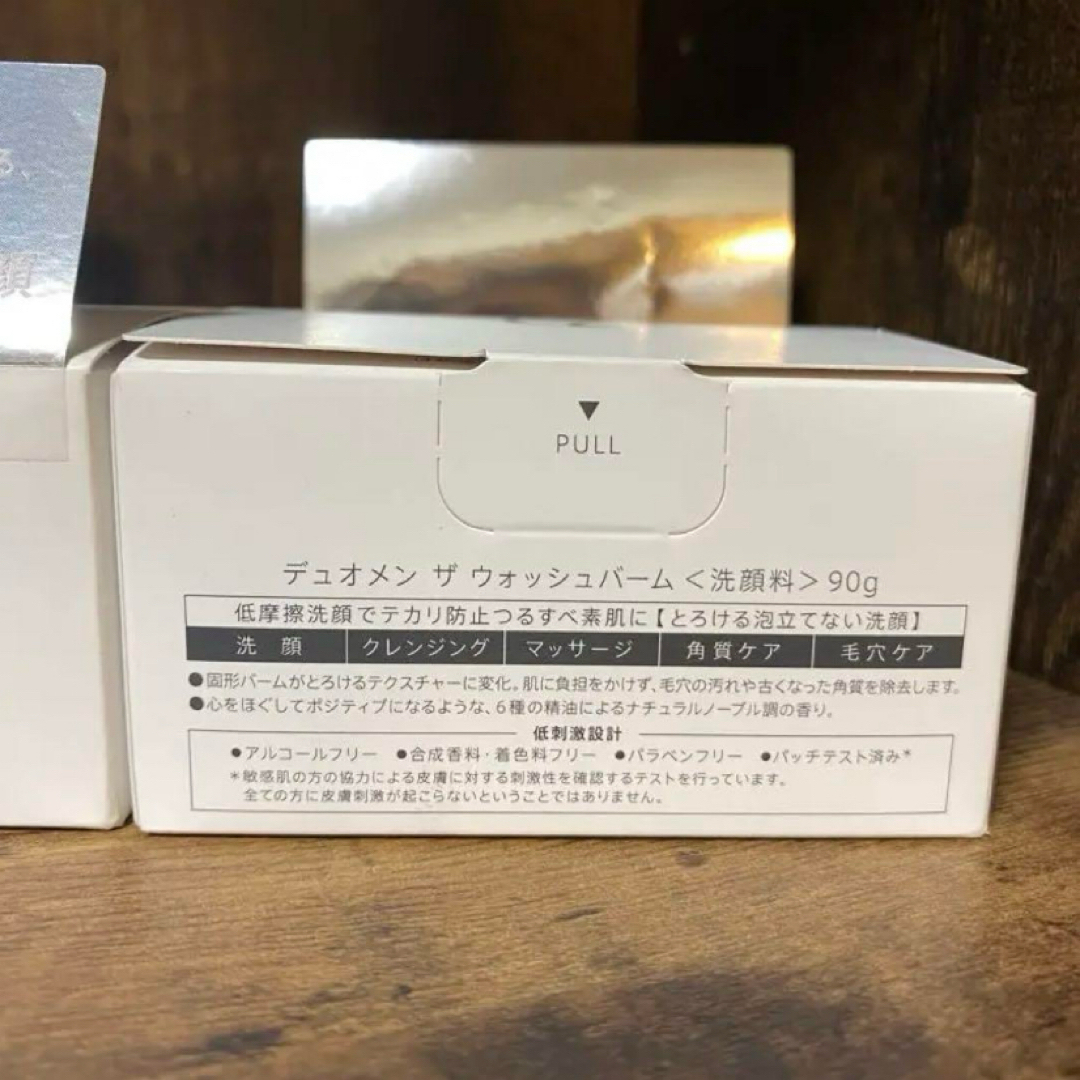 る、
PULL
デュオメン ザ ウォッシュバーム<洗顔料>90g
低摩擦洗顔でテカリ防止つるすべ素肌に【とろける泡立てない洗顔】
洗 顔 クレンジング マッサージ 角質ケア 毛穴ケア
●固形バームがとろけるテクスチャーに変化。肌に負担をかけず、毛穴の汚れや古くなった角質を除去します。
●心をほぐしてポジティブになるような、6種の精油によるナチュラルノーブル調の香り。
低刺激設計
●アルコールフリー ●合成香料・着色料フリー ●パラベンフリー ●パッチテスト済み*
*敏感肌の方の協力による皮膚に対する刺激性を確認するテストを行っています。
全ての方に皮膚刺激が起こらないということではありません。